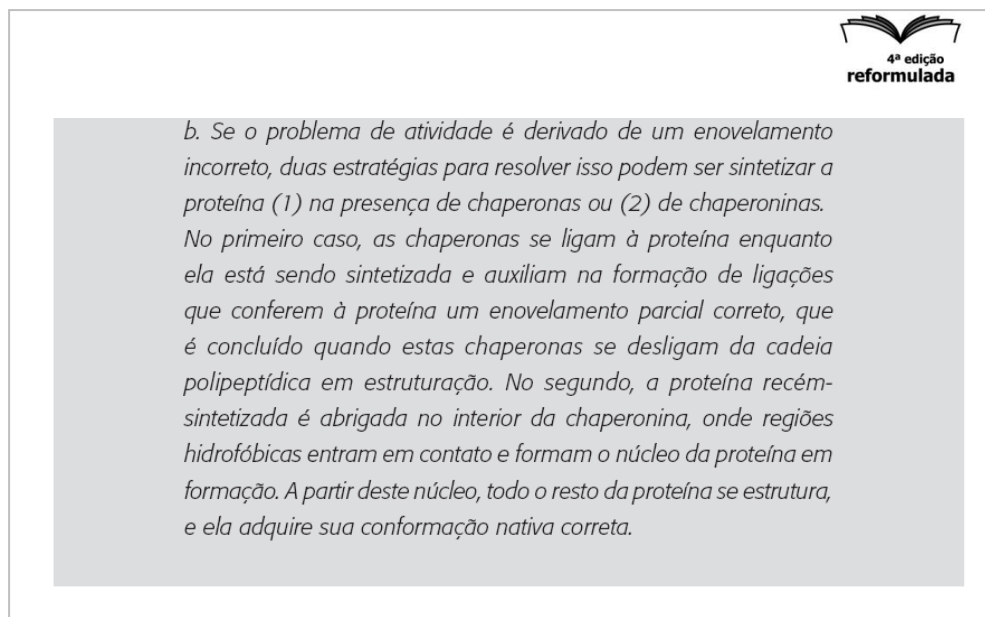 4ª edição
reformulada
b. Se o problema de atividade é derivado de um enovelamento
incorreto, duas estratégias para resolver isso podem ser sintetizar a
proteína (1) na presença de chaperonas ou (2) de chaperoninas.
No primeiro caso, as chaperonas se ligam à proteína enquanto
ela está sendo sintetizada e auxiliam na formação de ligações
que conferem à proteína um enovelamento parcial correto, que
é concluído quando estas chaperonas se desligam da cadeia
polipeptídica em estruturação. No segundo, a proteína recém-
sintetizada é abrigada no interior da chaperonina, onde regiões
hidrofóbicas entram em contato e formam o núcleo da proteína em
formação. A partir deste núcleo, todo o resto da proteína se estrutura,
e ela adquire sua conformação nativa correta.